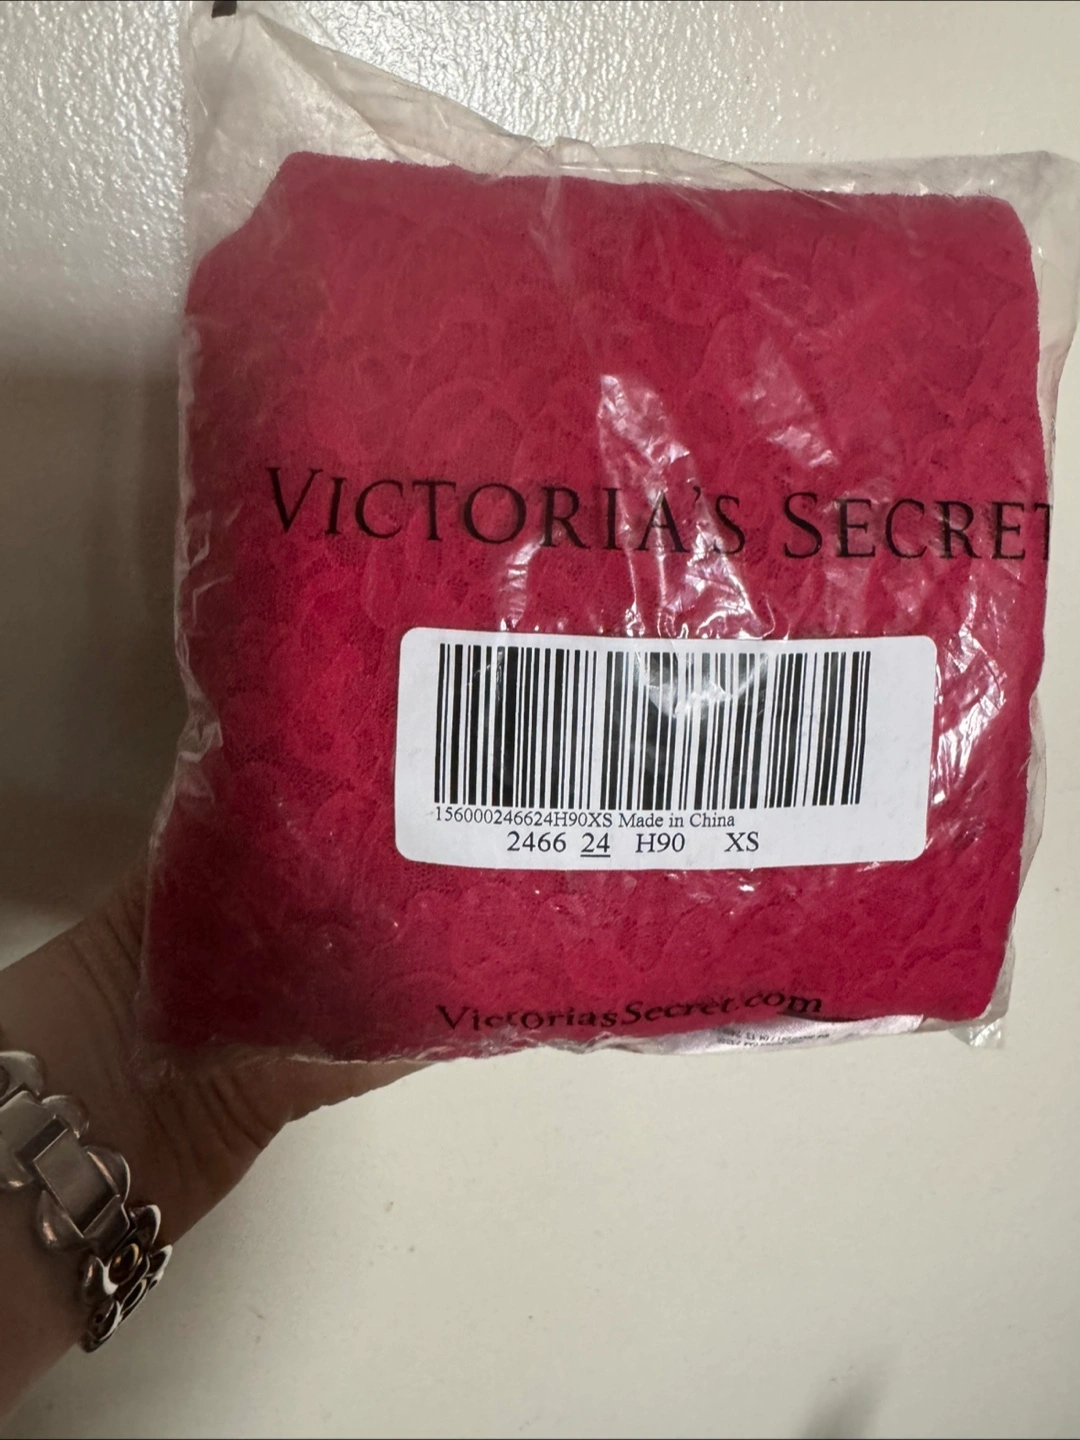 VICTORIA'S SECRET
156000246624H90XS Made in China
2466 24 H90 XS
VictoriasSecret.com